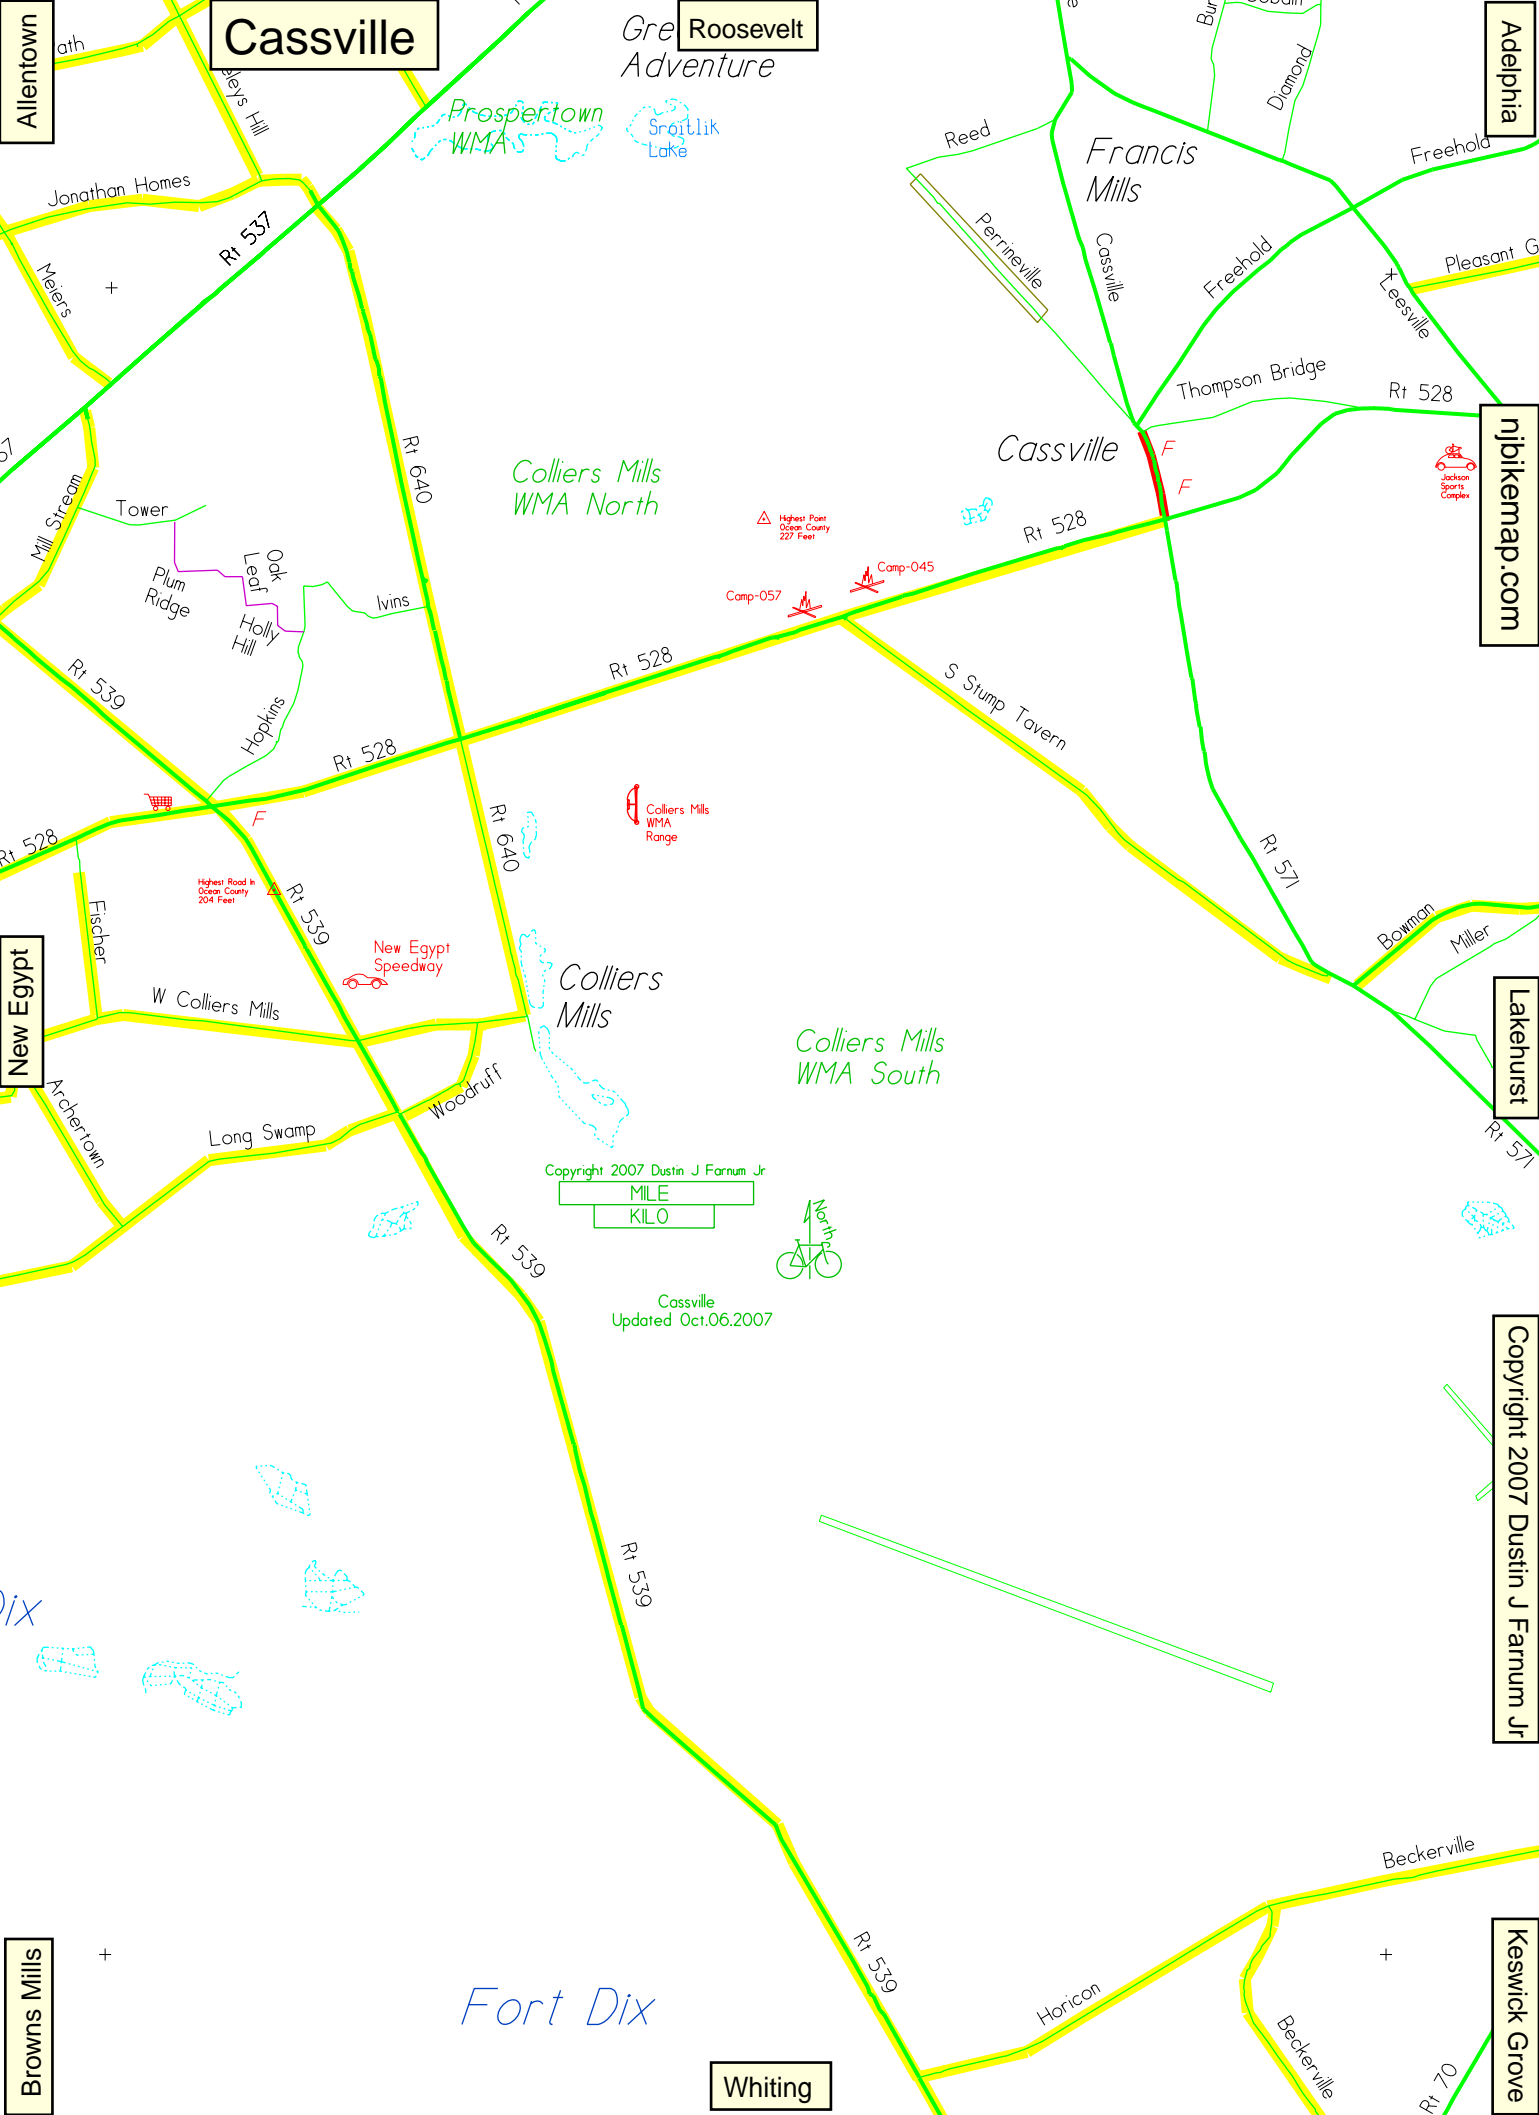 Allentown
Cassville
Roosevelt
Adelphia
Adventure
Prospertown
WMA
Sroitlik
Lake
Reed
Francis
Mills
Diamond
Freehold
Jonathan Homes
Rt 537
Meiers
Perrineville
Cassville
Freehold
Leesville
Pleasant G
Thompson Bridge
Rt 528
njbikemap.com
Rt 640
Cassville
F
F
Jackson
Sports
Complex
Colliers Mills
WMA North
Highest Point
Ocean County
227 Feet
Mill Stream
Tower
Plum
Ridge
Oak
Leaf
Holly
Hill
Ivins
Camp-045
Camp-057
Rt 528
Rt 528
S Stump Tavern
Rt 539
Hopkins
Rt 528
Rt 528
F
Rt 640
Colliers Mills
WMA
Range
Rt 571
Highest Road In
Ocean County
204 Feet
Rt 539
Fischer
New Egypt
Speedway
Bowman
Miller
New Egypt
W Colliers Mills
Colliers
Mills
Colliers Mills
WMA South
Lakehurst
Archertown
Woodruff
Long Swamp
Rt 571
Copyright 2007 Dustin J Farnum Jr
MILE
KILO
North
Rt 539
Cassville
Updated Oct.06.2007
Copyright 2007 Dustin J Farnum Jr
Rt 539
Dix
Beckerville
Rt 539
Horicon
Beckerville
Fort Dix
Browns Mills
Whiting
Rt 70
Keswick Grove